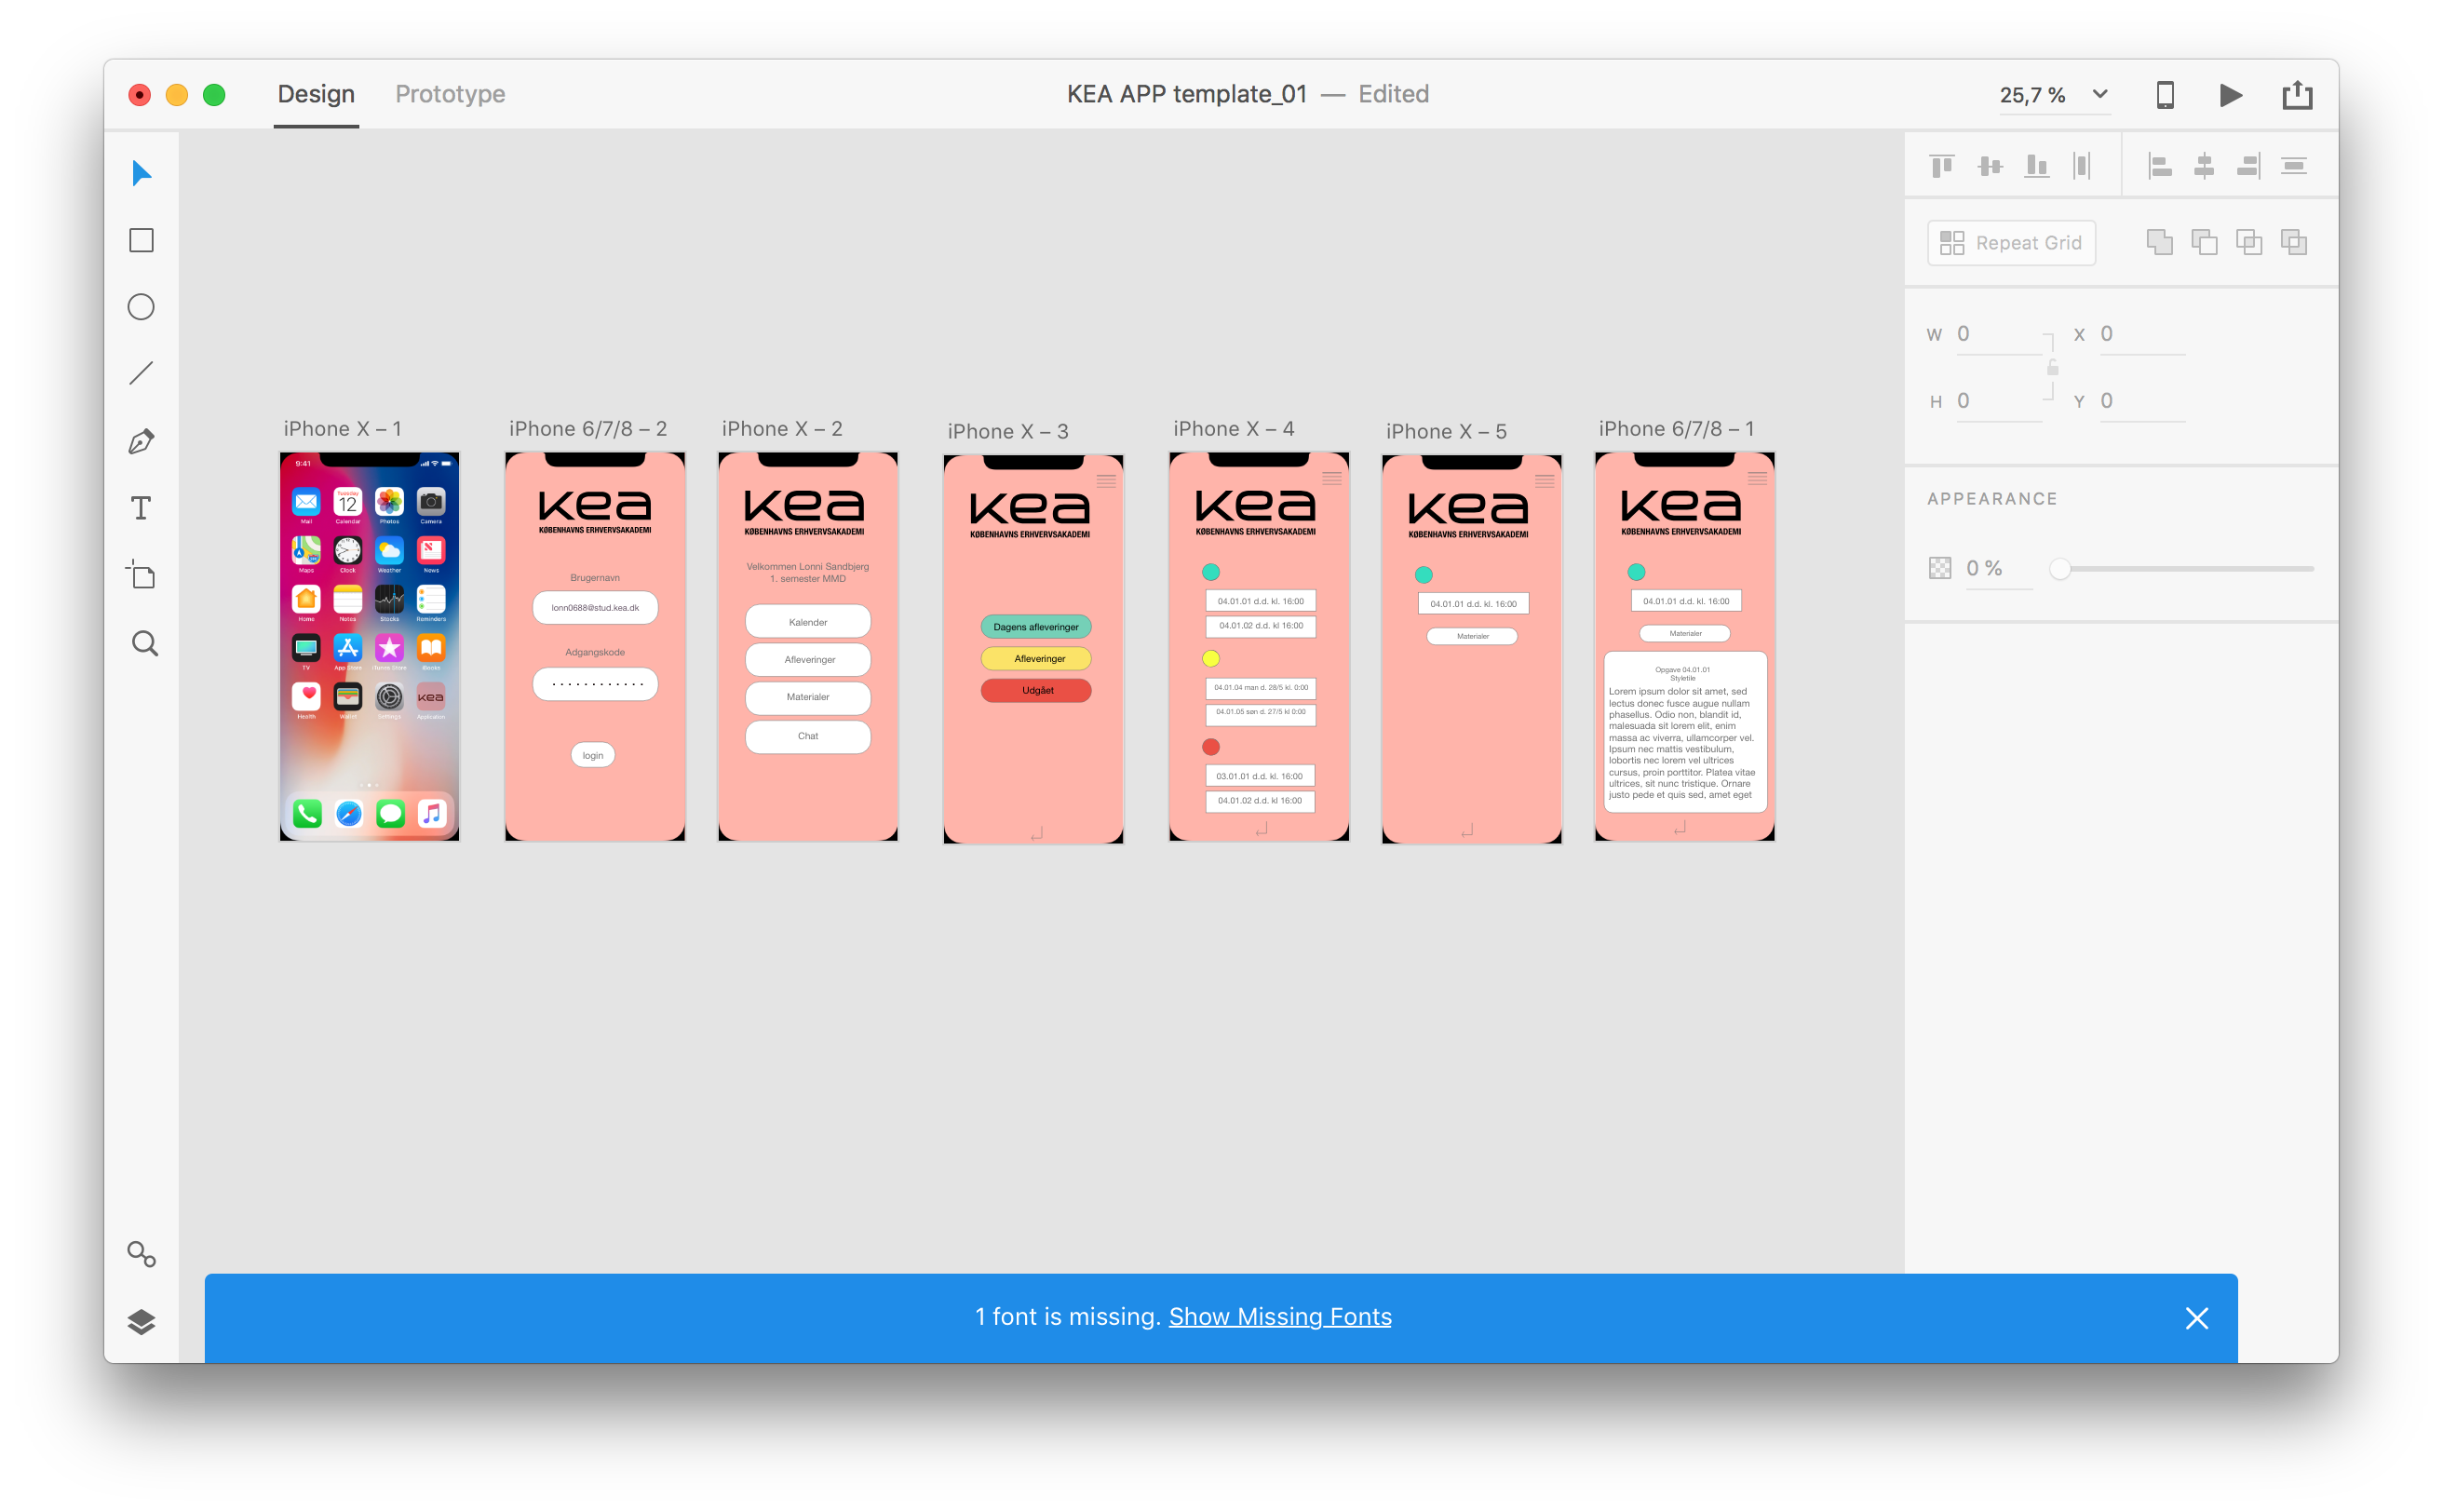 Design
Prototype
KEA APP template_01 — Edited
25,7 %
Repeat Grid
W 0
X 0
H 0
Y 0
APPEARANCE
0 %
iPhone X – 1
9:41
Tuesday
12
Mail
Calendar
Photos
Camera
Maps
Clock
Weather
News
Home
Notes
Stocks
Reminders
TV
App Store
iTunes Store
iBooks
Health
Wallet
Settings
kea
Application
iPhone 6/7/8 – 2
kea
KØBENHAVNS ERHVERVSAKADEMI
Brugernavn
lonn0688@stud.kea.dk
Adgangskode
login
iPhone X – 2
kea
KØBENHAVNS ERHVERVSAKADEMI
Velkommen Lonni Sandbjerg
1. semester MMD
Kalender
Afleveringer
Materialer
Chat
iPhone X – 3
kea
KØBENHAVNS ERHVERVSAKADEMI
Dagens afleveringer
Afleveringer
Udgået
iPhone X – 4
kea
KØBENHAVNS ERHVERVSAKADEMI
04.01.01 d.d. kl. 16:00
04.01.02 d.d. kl 16:00
04.01.04 man d. 28/5 kl. 0:00
04.01.05 søn d. 27/5 kl 0:00
03.01.01 d.d. kl. 16:00
04.01.02 d.d. kl 16:00
iPhone X – 5
kea
KØBENHAVNS ERHVERVSAKADEMI
04.01.01 d.d. kl. 16:00
Materialer
iPhone 6/7/8 – 1
kea
KØBENHAVNS ERHVERVSAKADEMI
04.01.01 d.d. kl. 16:00
Materialer
Opgave 04.01.01
Styletile
Lorem ipsum dolor sit amet, sed
lectus donec fusce augue nullam
phasellus. Odio non, blandit id,
malesuada sit lorem elit, enim
massa ac viverra, ullamcorper vel.
Ipsum nec mattis vestibulum,
lobortis nec lorem vel ultrices
cursus, proin porttitor. Platea vitae
ultrices, sit nunc tristique. Ornare
justo pede et quis sed, amet eget
1 font is missing. Show Missing Fonts